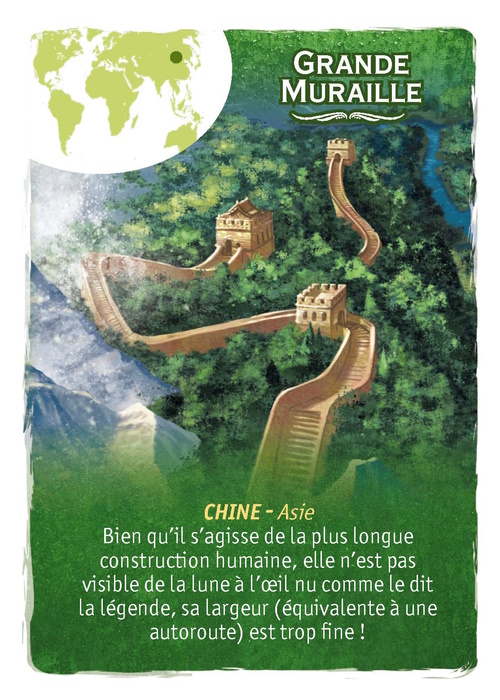 GRANDE
MURAILLE
CHINE - Asie
Bien qu'il s'agisse de la plus longue
construction humaine, elle n'est pas
visible de la lune à l'œil nu comme le dit
la légende, sa largeur (équivalente à une
autoroute) est trop fine !